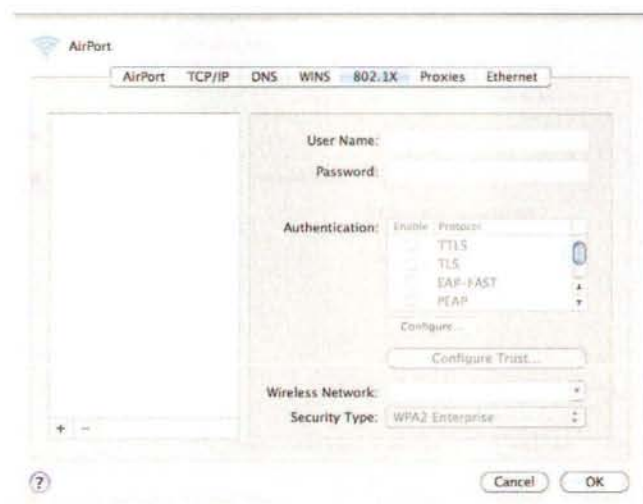 AirPort
AirPort TCP/IP DNS WINS 802.1X Proxies Ethernet
User Name:
Password:
Authentication: Enable Protocol
TTLS
TLS
EAP-FAST
PEAP
Configure...
Configure Trust...
Wireless Network:
Security Type: WPA2 Enterprise
+ -
? Cancel OK